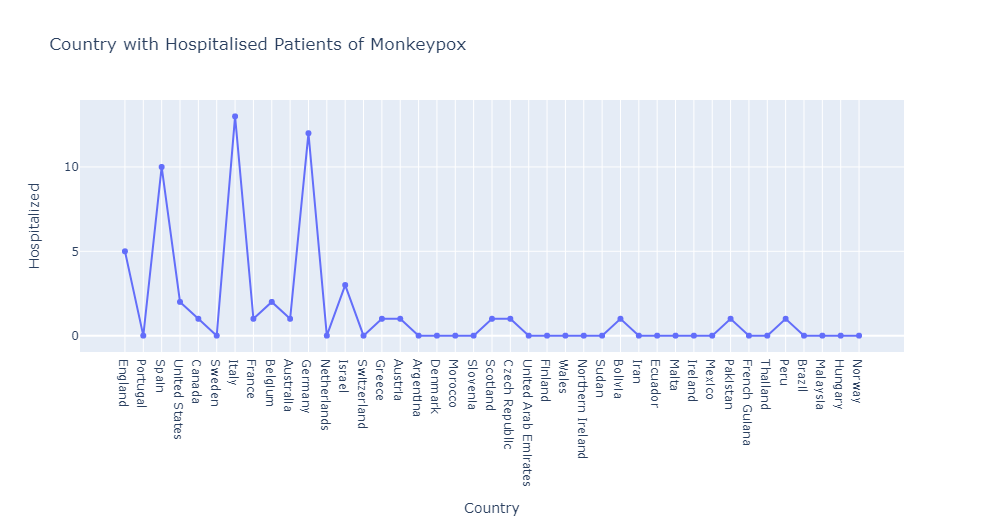 Country with Hospitalised Patients of Monkeypox
Hospitalized
10
5
0
England
Portugal
Spain
United States
Canada
Sweden
Italy
France
Belgium
Australia
Germany
Netherlands
Israel
Switzerland
Greece
Austria
Argentina
Denmark
Morocco
Slovenia
Scotland
Czech Republic
United Arab Emirates
Finland
Wales
Northern Ireland
Sudan
Bolivia
Iran
Ecuador
Malta
Ireland
Mexico
Pakistan
French Guiana
Thailand
Peru
Brazil
Malaysia
Hungary
Norway
Country